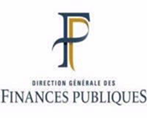 DIRECTION GÉNÉRALE DES
FINANCES PUBLIQUES